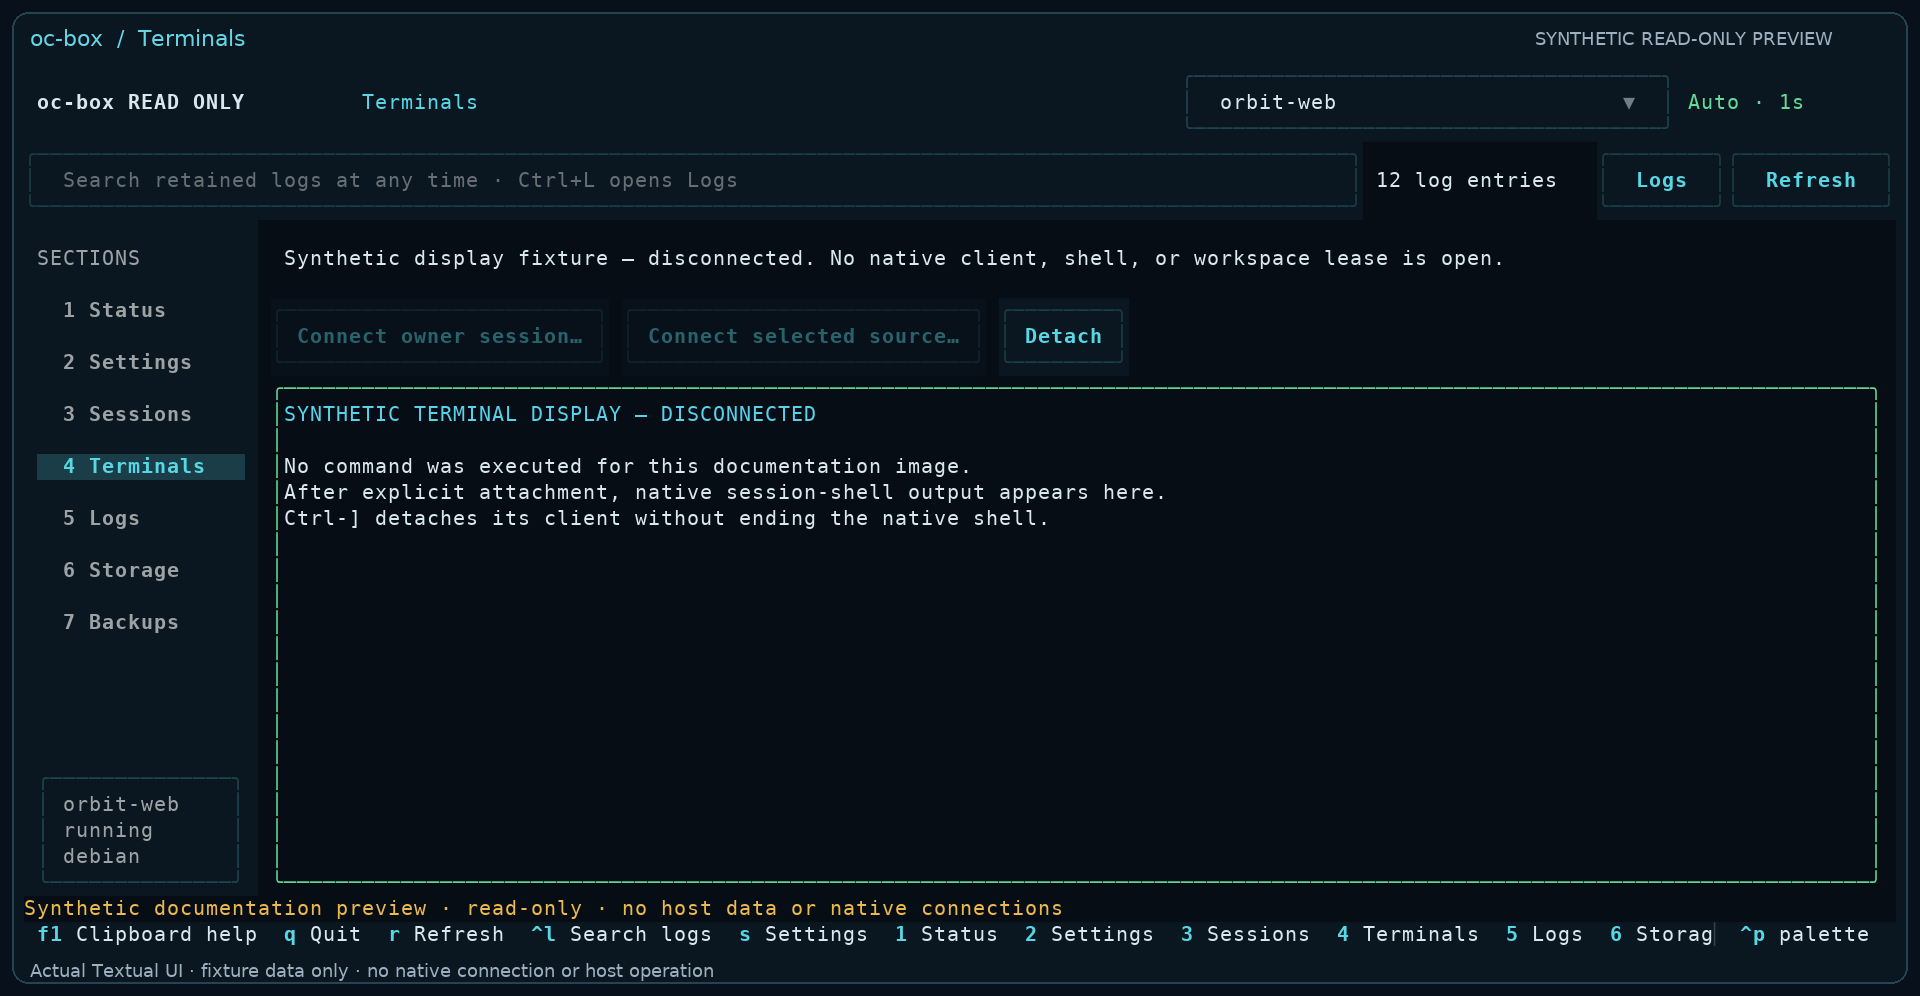 oc-box / Terminals
SYNTHETIC READ-ONLY PREVIEW
oc-box READ ONLY
Terminals
orbit-web ▼
Auto · 1s
Search retained logs at any time · Ctrl+L opens Logs
12 log entries
Logs
Refresh
SECTIONS
1 Status
2 Settings
3 Sessions
4 Terminals
5 Logs
6 Storage
7 Backups
orbit-web
running
debian
Synthetic display fixture — disconnected. No native client, shell, or workspace lease is open.
Connect owner session…
Connect selected source…
Detach
SYNTHETIC TERMINAL DISPLAY — DISCONNECTED
No command was executed for this documentation image.
After explicit attachment, native session-shell output appears here.
Ctrl-] detaches its client without ending the native shell.
Synthetic documentation preview · read-only · no host data or native connections
f1 Clipboard help q Quit r Refresh ^l Search logs s Settings 1 Status 2 Settings 3 Sessions 4 Terminals 5 Logs 6 Storag ^p palette
Actual Textual UI · fixture data only · no native connection or host operation